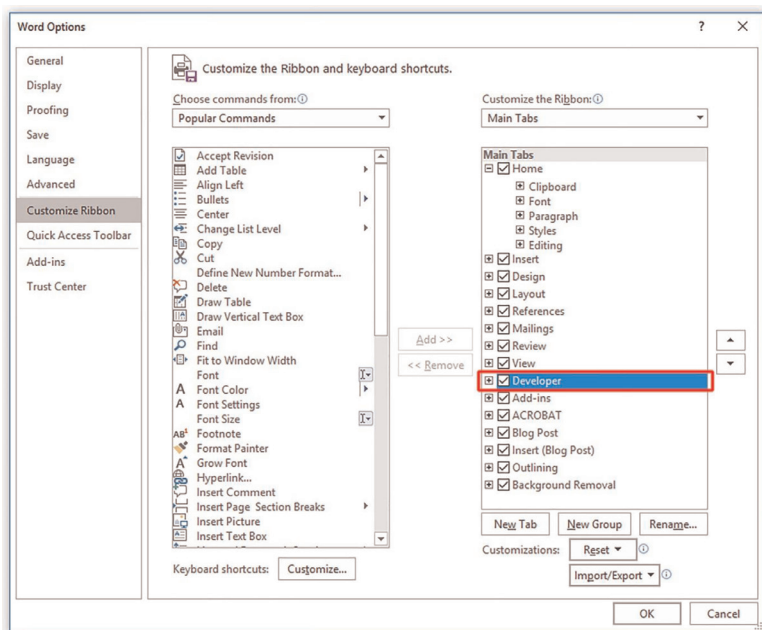 Word Options
General
Display
Proofing
Save
Language
Advanced
Customize Ribbon
Quick Access Toolbar
Add-ins
Trust Center
Customize the Ribbon and keyboard shortcuts.
Choose commands from:
Popular Commands
Accept Revision
Add Table
Align Left
Bullets
Center
Change List Level
Copy
Cut
Define New Number Format...
Delete
Draw Table
Draw Vertical Text Box
Email
Find
Fit to Window Width
Font
Font Color
Font Settings
Font Size
Footnote
Format Painter
Grow Font
Hyperlink...
Insert Comment
Insert Page Section Breaks
Insert Picture
Insert Text Box
Keyboard shortcuts: Customize...
Add >>
<< Remove
Customize the Ribbon:
Main Tabs
Main Tabs
Home
Clipboard
Font
Paragraph
Styles
Editing
Insert
Design
Layout
References
Mailings
Review
View
Developer
Add-ins
ACROBAT
Blog Post
Insert (Blog Post)
Outlining
Background Removal
New Tab New Group Rename...
Customizations: Reset
Import/Export
OK Cancel